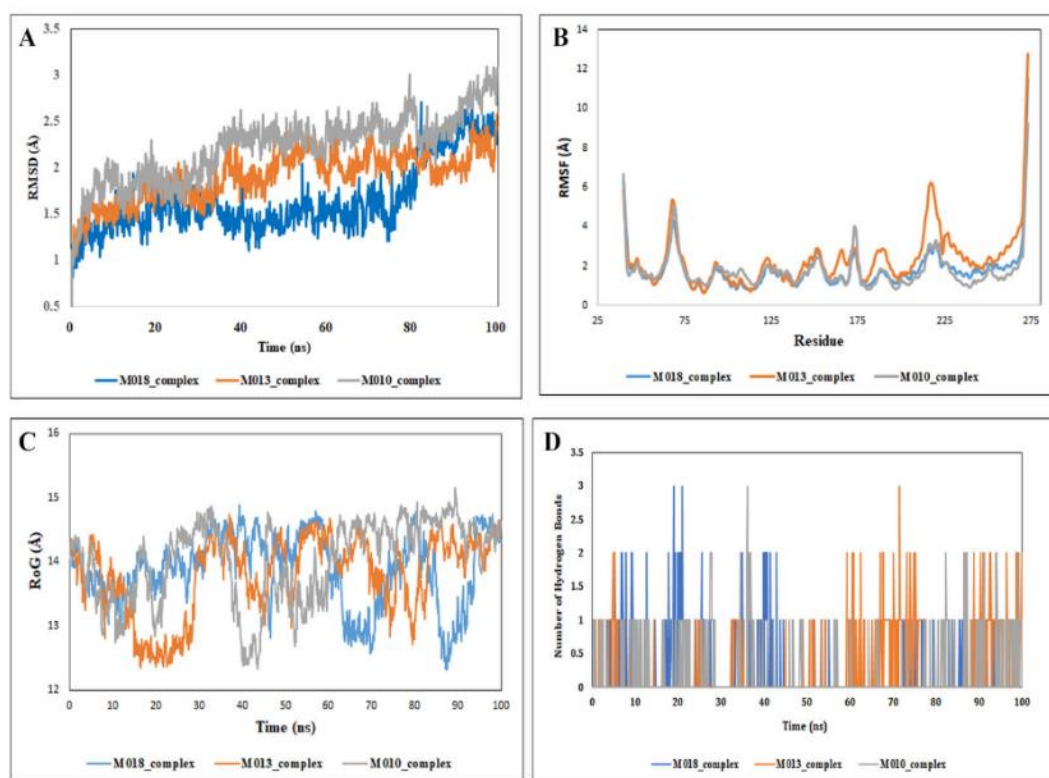 A
RMSD (Å)
3.5
3
2.5
2
1.5
1
0.5
0 20 40 60 80 100
Time (ns)
M018_complex M013_complex M010_complex
B
RMSF (Å)
14
12
10
8
6
4
2
0
25 75 125 175 225 275
Residue
M018_complex M013_complex M010_complex
C
RoG (Å)
16
15
14
13
12
0 10 20 30 40 50 60 70 80 90 100
Time (ns)
M018_complex M013_complex M010_complex
D
Number of Hydrogen Bonds
3.5
3
2.5
2
1.5
1
0.5
0
0 10 20 30 40 50 60 70 80 90 100
Time (ns)
M018_complex M013_complex M010_complex